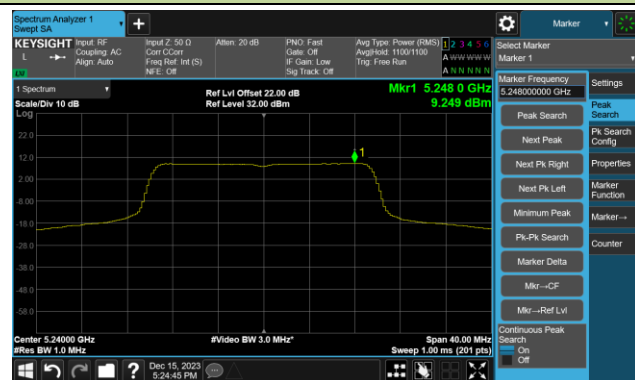 Spectrum Analyzer 1
Swept SA
+
Marker
KEYSIGHT
L
Input: RF
Coupling: AC
Align: Auto
Input Z: 50 Ω
Corr CCorr
Freq Ref: Int (S)
NFE: Off
Atten: 20 dB
PNO: Fast
Gate: Off
IF Gain: Low
Sig Track: Off
Avg Type: Power (RMS)
Avg|Hold: 1100/1100
Trig: Free Run
1 2 3 4 5 6
A W W W W W
A N N N N N
Select Marker
Marker 1
1 Spectrum
Scale/Div 10 dB
Log
Ref Lvl Offset 22.00 dB
Ref Level 32.00 dBm
Mkr1 5.248 0 GHz
9.249 dBm
22.0
12.0
2.00
-8.00
-18.0
-28.0
-38.0
-48.0
-58.0
1
Center 5.24000 GHz
#Res BW 1.0 MHz
#Video BW 3.0 MHz*
Span 40.00 MHz
Sweep 1.00 ms (201 pts)
Marker Frequency
5.248000000 GHz
Peak Search
Next Peak
Next Pk Right
Next Pk Left
Minimum Peak
Pk-Pk Search
Marker Delta
Mkr→CF
Mkr→Ref Lvl
Continuous Peak
Search
On
Off
Settings
Peak
Search
Pk Search
Config
Properties
Marker
Function
Marker→
Counter
?
Dec 15, 2023
5:24:45 PM